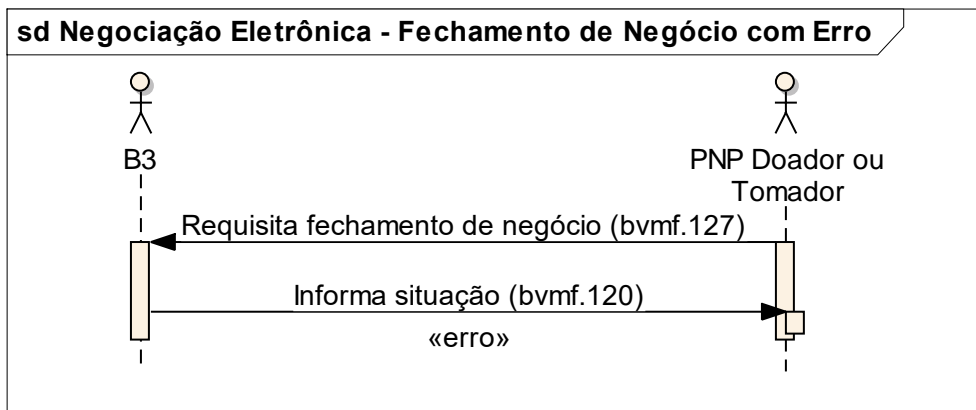 sd Negociação Eletrônica - Fechamento de Negócio com Erro
B3
PNP Doador ou
Tomador
Requisita fechamento de negócio (bvmf.127)
Informa situação (bvmf.120)
«erro»